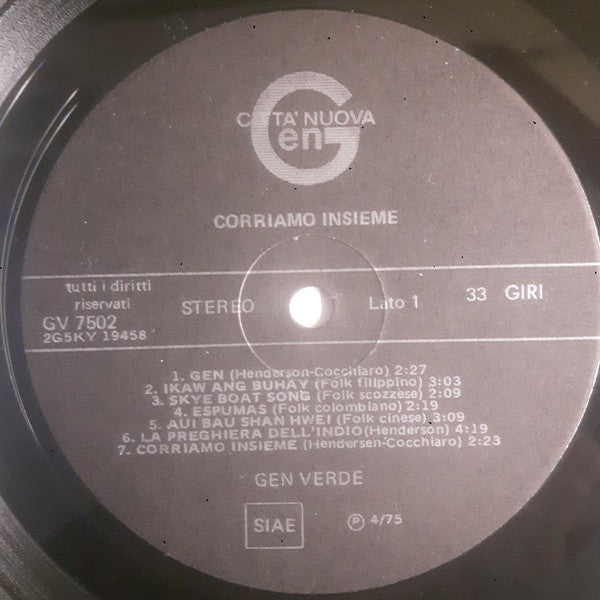 CITTA' NUOVA
Gen
CORRIAMO INSIEME
tutti i diritti
riservati
GV 7502
2G5KY 19458
STEREO
Lato 1
33 GIRI
1. GEN (Henderson-Cocchiaro) 2:27
2. IKAW ANG BUHAY (Folk filippino) 3:03
3. SKYE BOAT SONG (Folk scozzese) 2:09
4. ESPUMAS (Folk colombiano) 2:19
5. AUI BAU SHAN HWEI (Folk cinese) 3:09
6. LA PREGHIERA DELL'INDIO (Henderson) 4:19
7. CORRIAMO INSIEME (Hendersen-Cocchiaro) 2:23
GEN VERDE
SIAE
Ⓟ 4/75